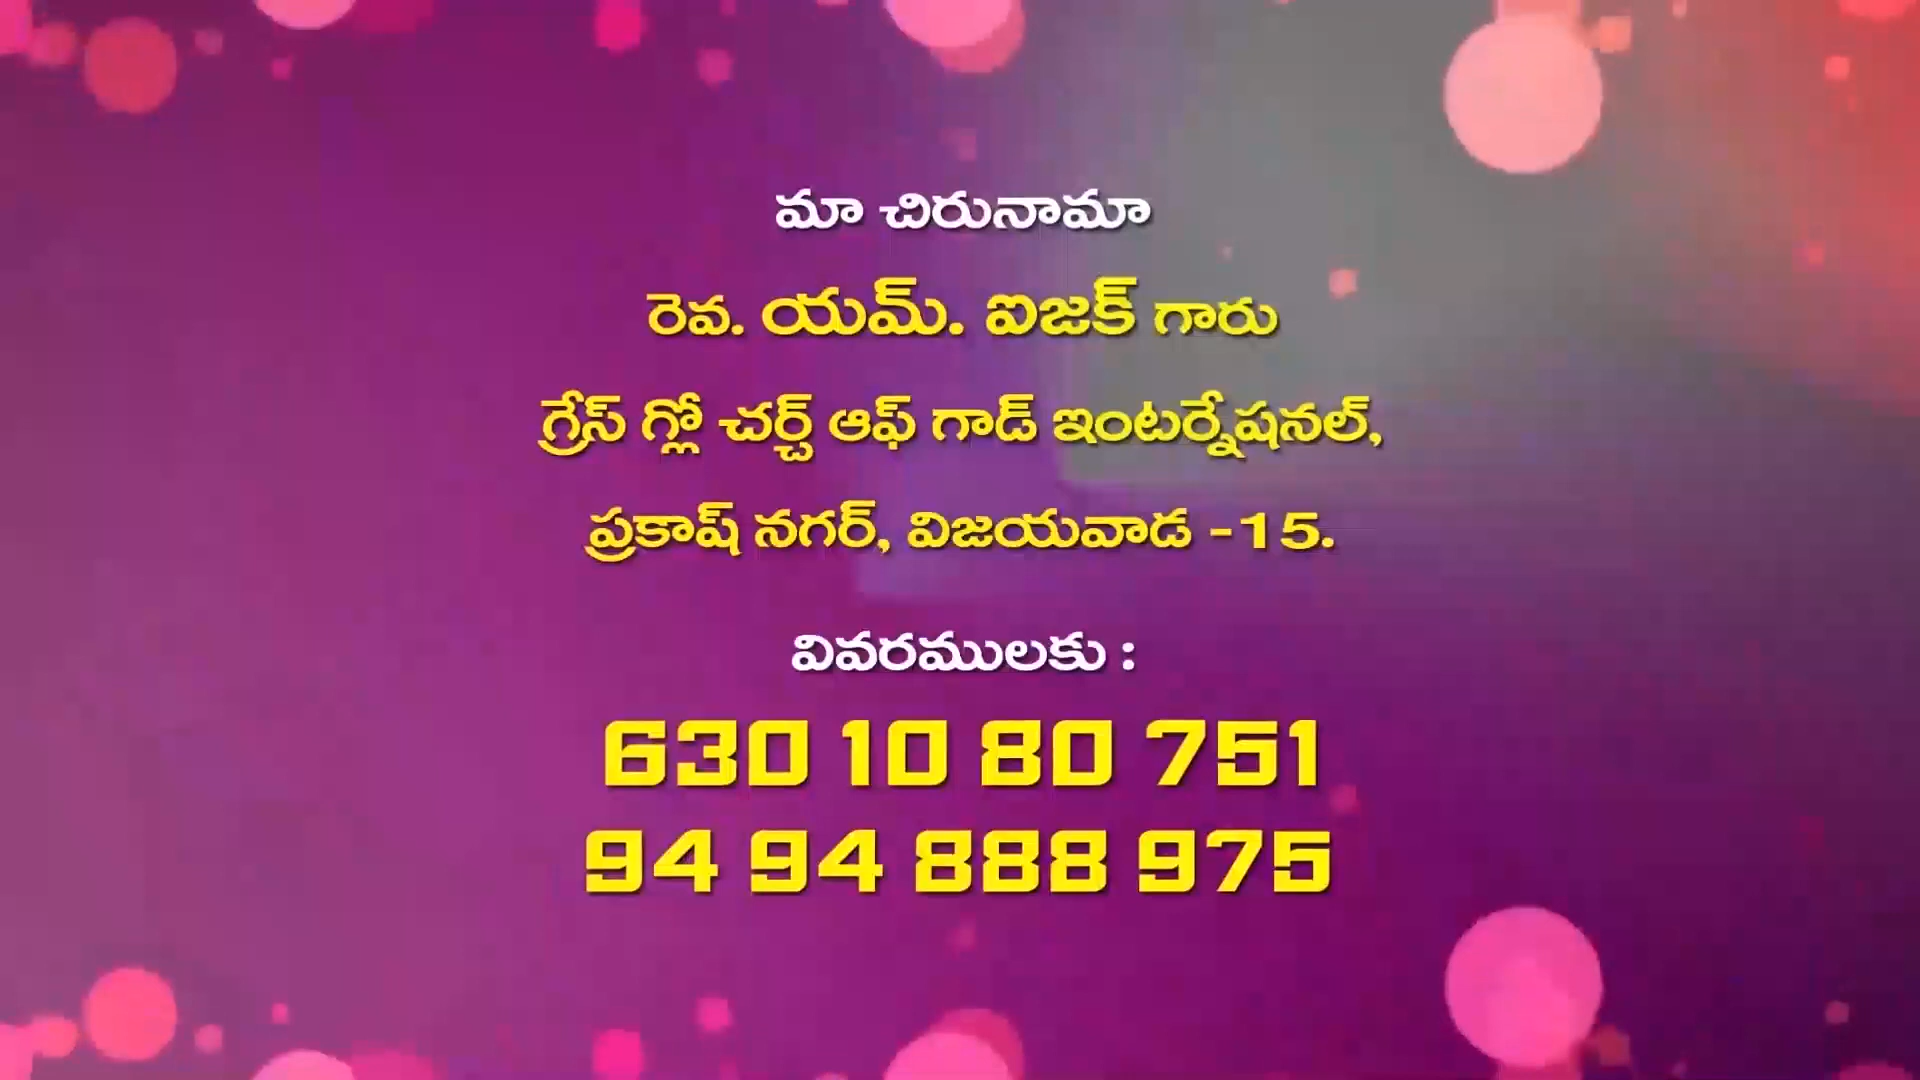 మా చిరునామా
రెవ. యమ్. ఐజక్ గారు
గ్రేస్ గ్లో చర్చ్ ఆఫ్ గాడ్ ఇంటర్నేషనల్,
ప్రకాష్ నగర్, విజయవాడ -15.
వివరములకు :
630 10 80 751
94 94 888 975